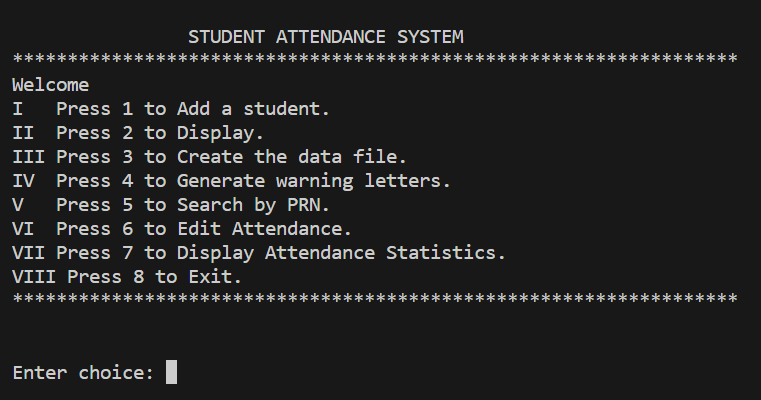 STUDENT ATTENDANCE SYSTEM
******************************************************************
Welcome
I   Press 1 to Add a student.
II  Press 2 to Display.
III Press 3 to Create the data file.
IV  Press 4 to Generate warning letters.
V   Press 5 to Search by PRN.
VI  Press 6 to Edit Attendance.
VII Press 7 to Display Attendance Statistics.
VIII Press 8 to Exit.
******************************************************************
Enter choice: